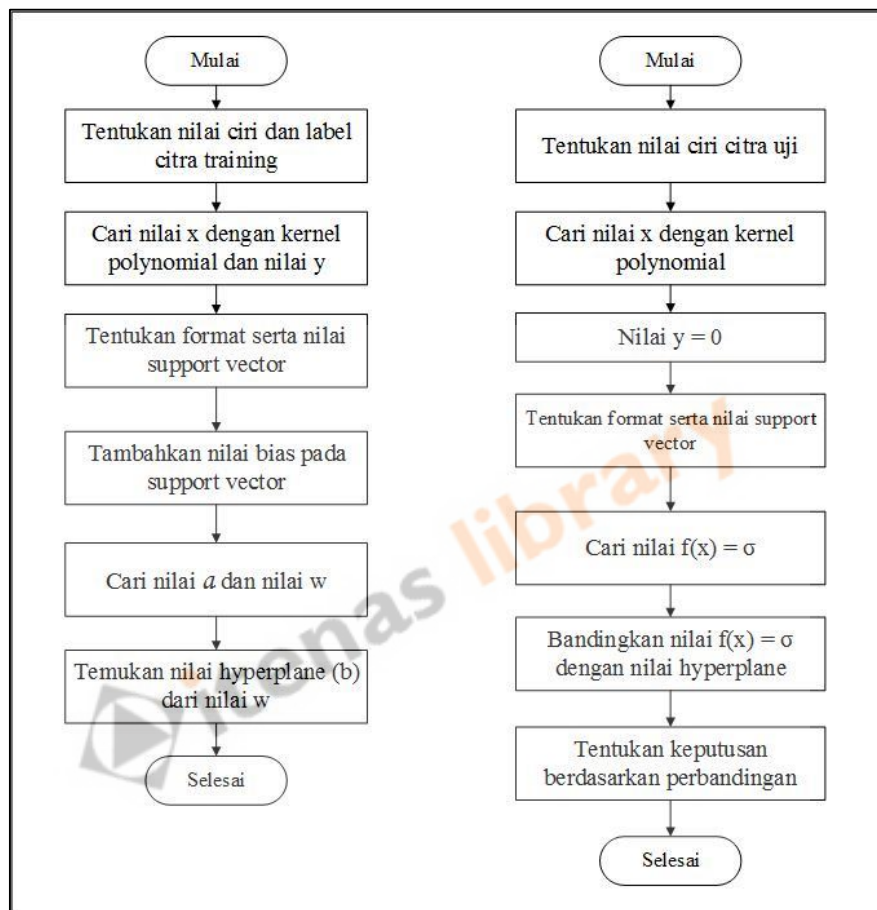 Mulai
Tentukan nilai ciri dan label
citra training
Cari nilai x dengan kernel
polynomial dan nilai y
Tentukan format serta nilai
support vector
Tambahkan nilai bias pada
support vector
Cari nilai a dan nilai w
Temukan nilai hyperplane (b)
dari nilai w
Selesai
Mulai
Tentukan nilai ciri citra uji
Cari nilai x dengan kernel
polynomial
Nilai y = 0
Tentukan format serta nilai support
vector
Cari nilai f(x) = σ
Bandingkan nilai f(x) = σ
dengan nilai hyperplane
Tentukan keputusan
berdasarkan perbandingan
Selesai
itenas library